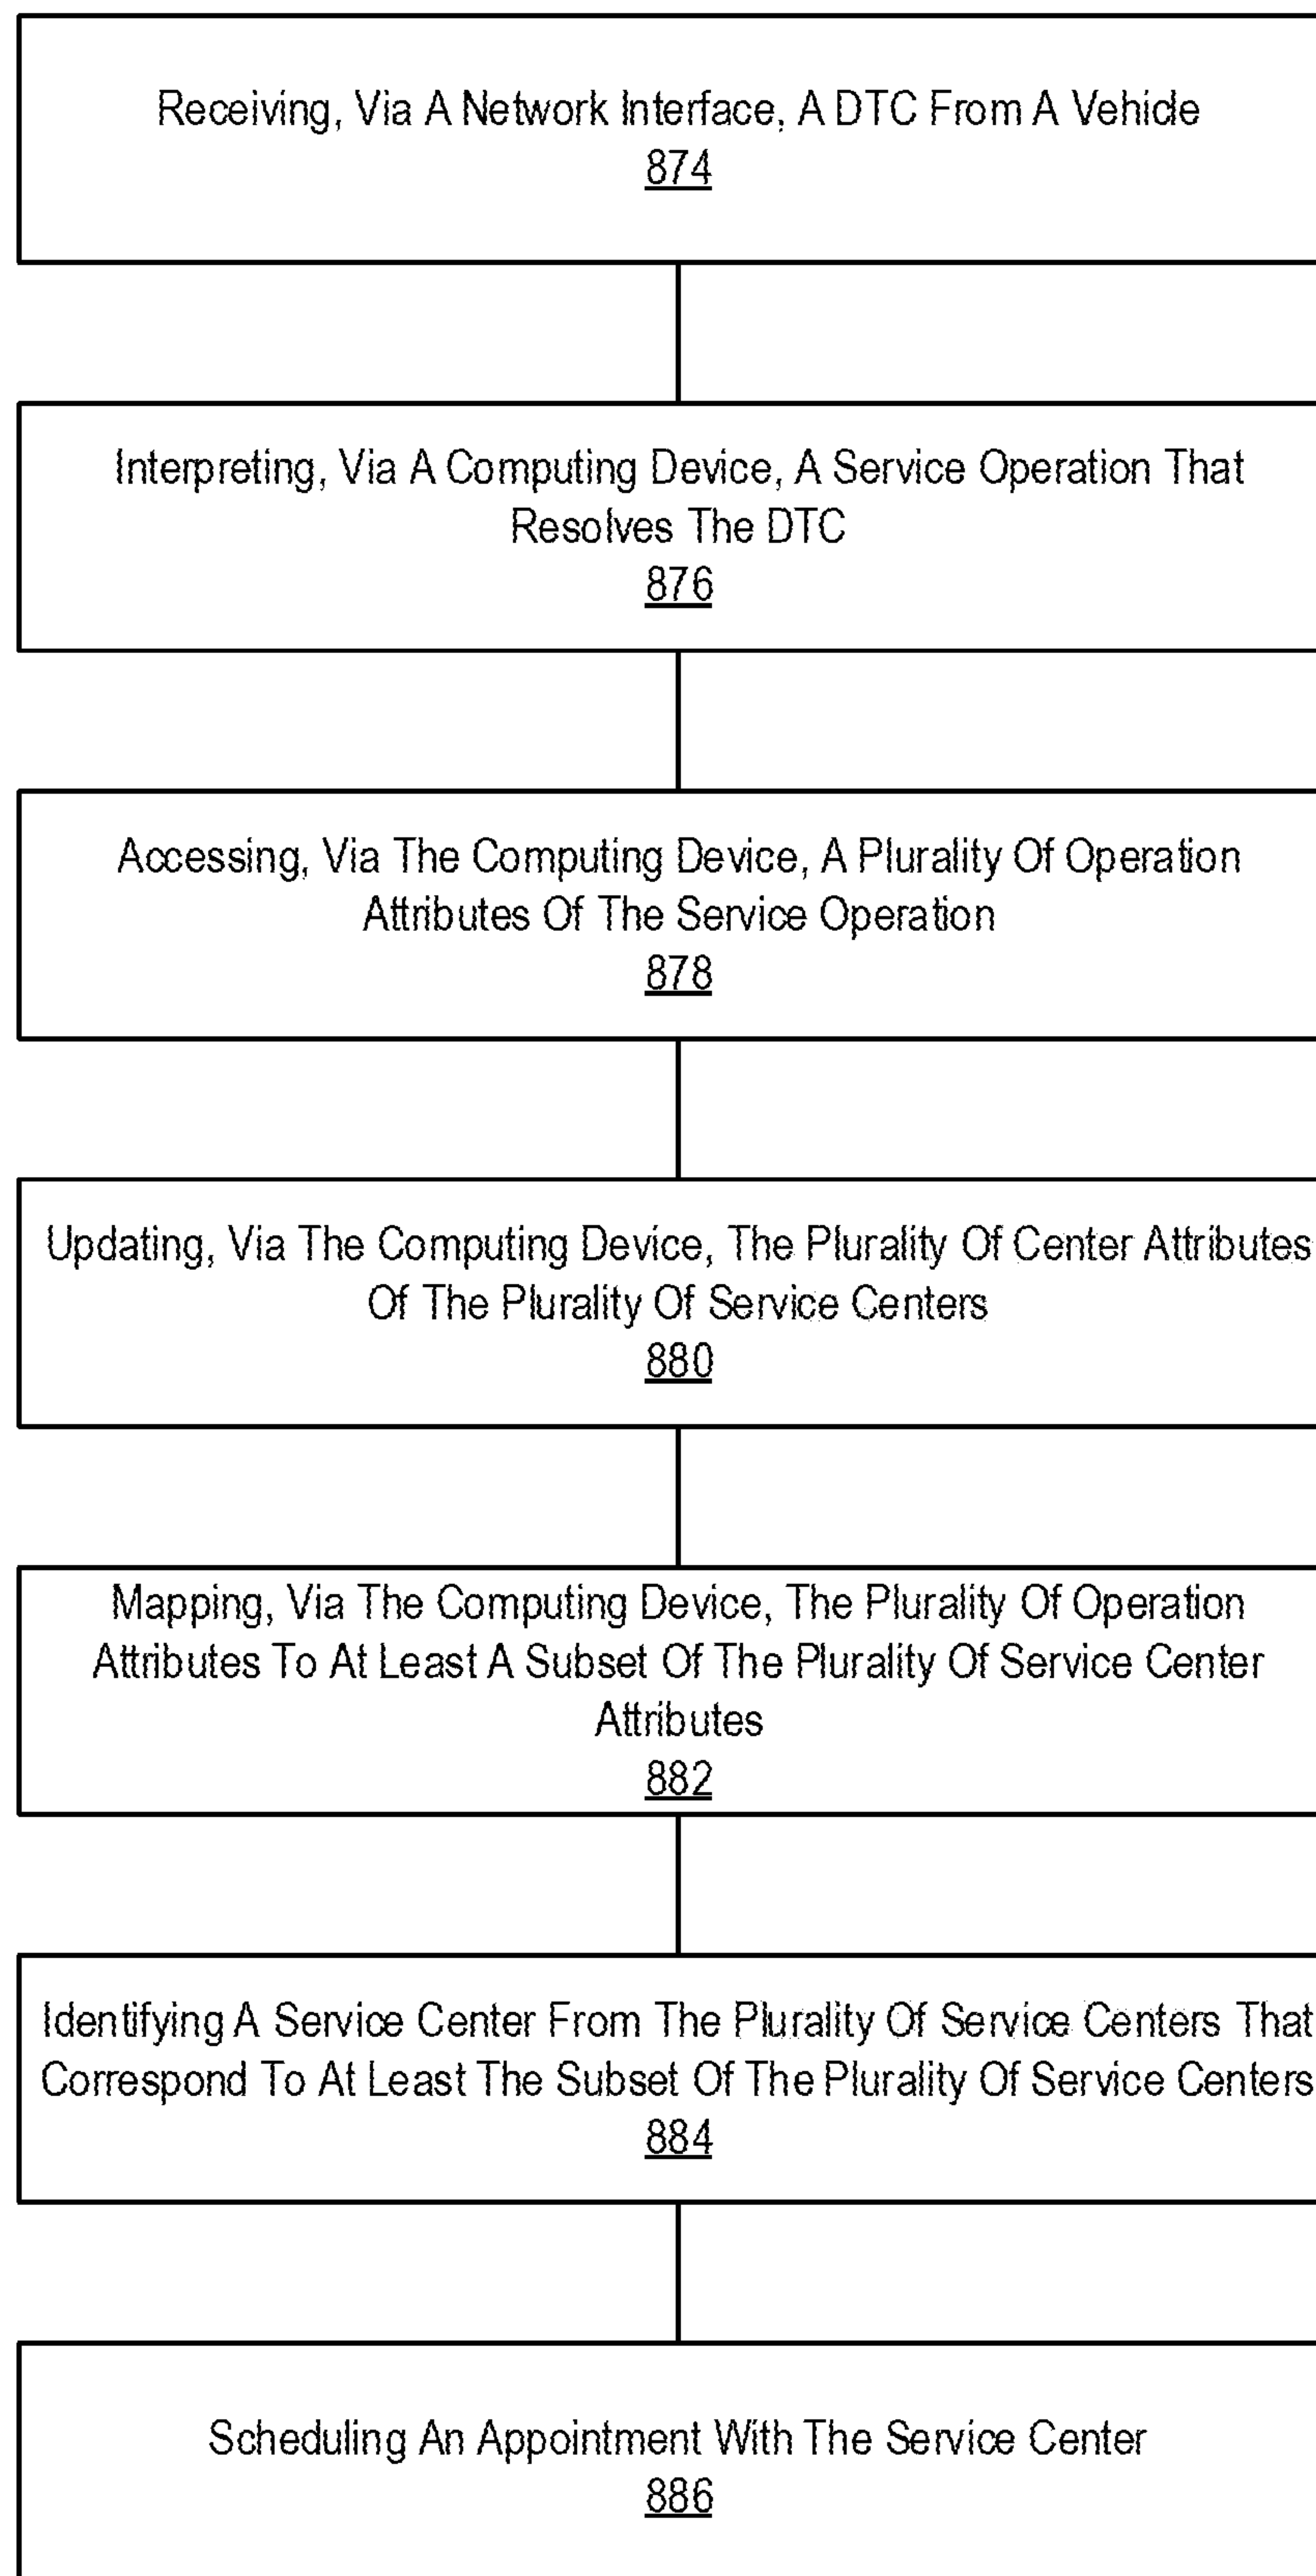 Receiving, Via A Network Interface, A DTC From A Vehicle
874
Interpreting, Via A Computing Device, A Service Operation That
Resolves The DTC
876
Accessing, Via The Computing Device, A Plurality Of Operation
Attributes Of The Service Operation
878
Updating, Via The Computing Device, The Plurality Of Center Attributes
Of The Plurality Of Service Centers
880
Mapping, Via The Computing Device, The Plurality Of Operation
Attributes To At Least A Subset Of The Plurality Of Service Center
Attributes
882
Identifying A Service Center From The Plurality Of Service Centers That
Correspond To At Least The Subset Of The Plurality Of Service Centers
884
Scheduling An Appointment With The Service Center
886